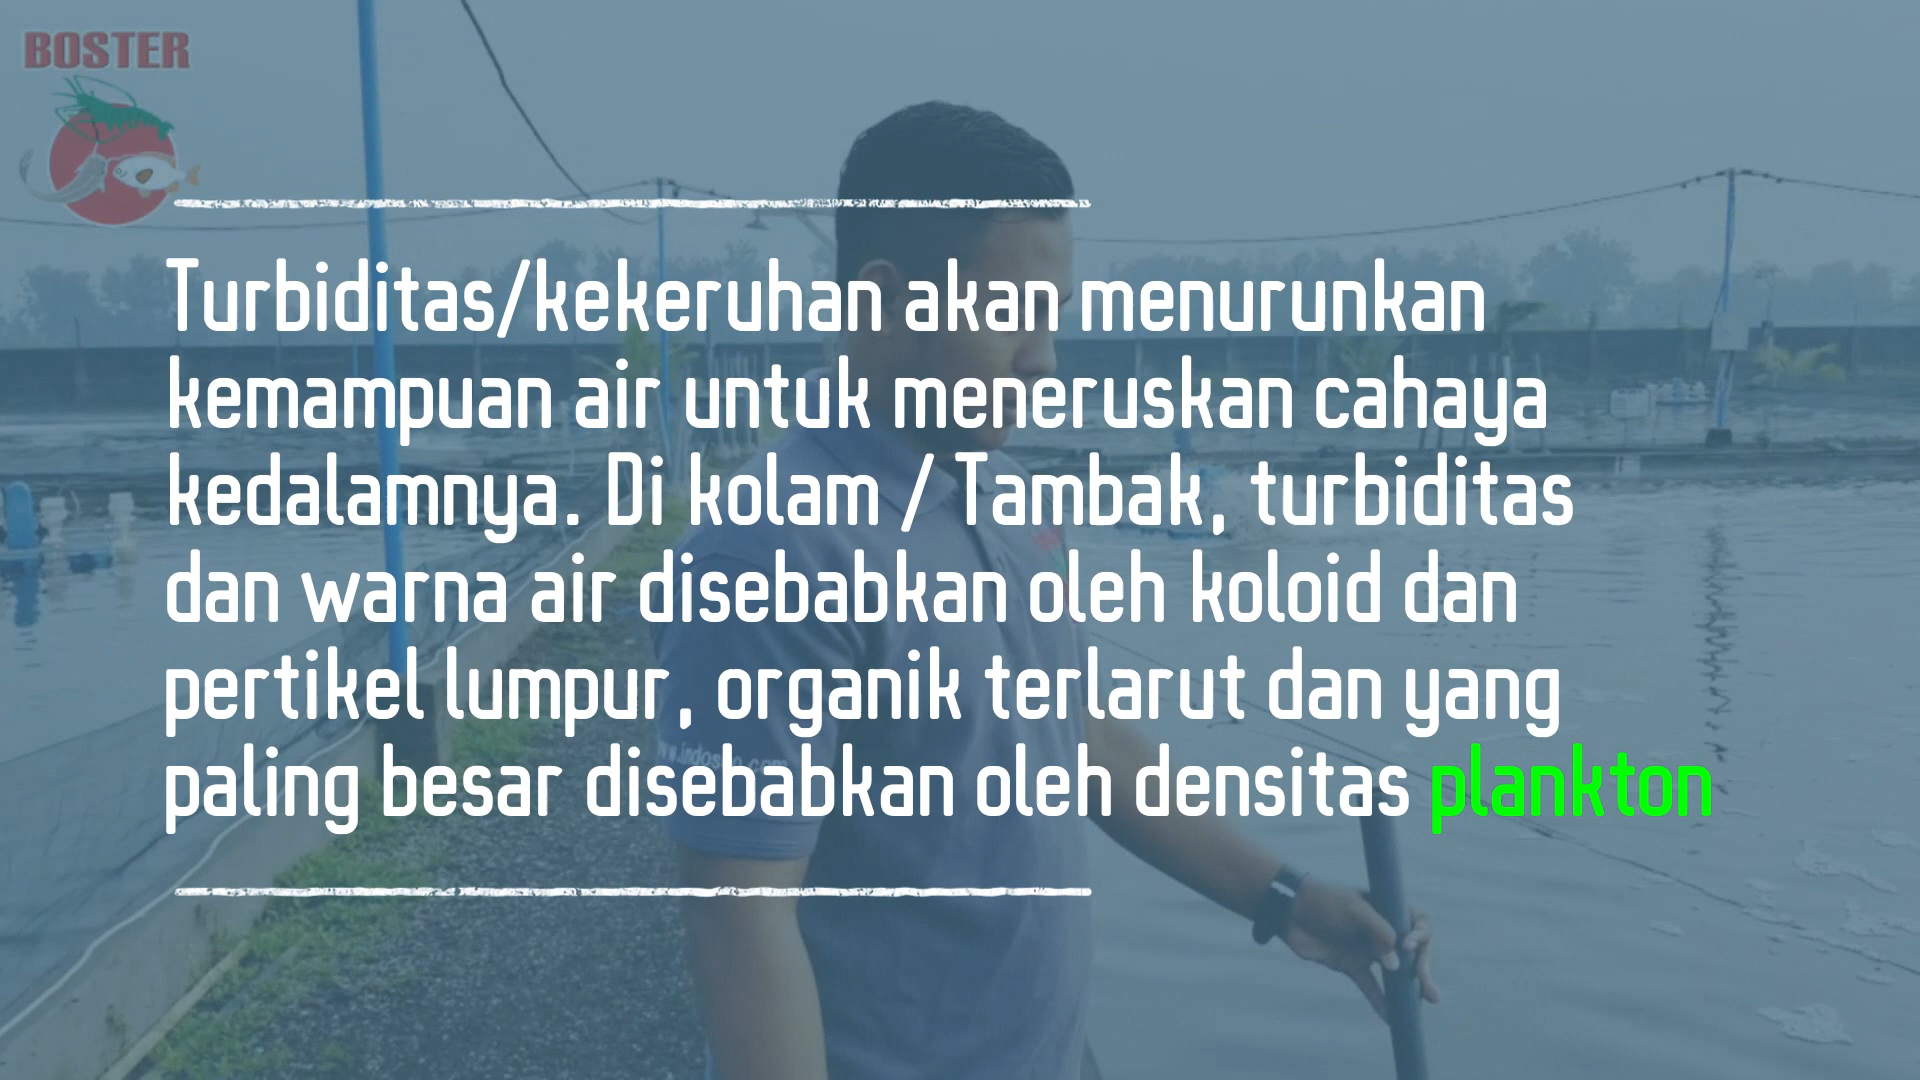 BOSTER
Turbiditas/kekeruhan akan menurunkan
kemampuan air untuk meneruskan cahaya
kedalamnya. Di kolam / Tambak, turbiditas
dan warna air disebabkan oleh koloid dan
pertikel lumpur, organik terlarut dan yang
paling besar disebabkan oleh densitas plankton